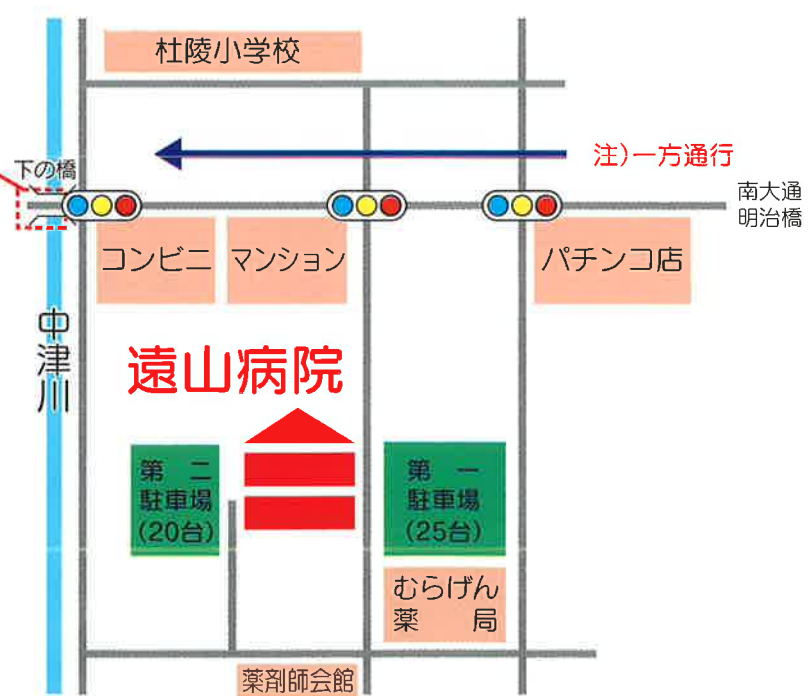 杜陵小学校
注)一方通行
下の橋
南大通
明治橋
コンビニ
マンション
パチンコ店
中津川
遠山病院
第二
駐車場
(20台)
第一
駐車場
(25台)
むらげん
薬局
薬剤師会館